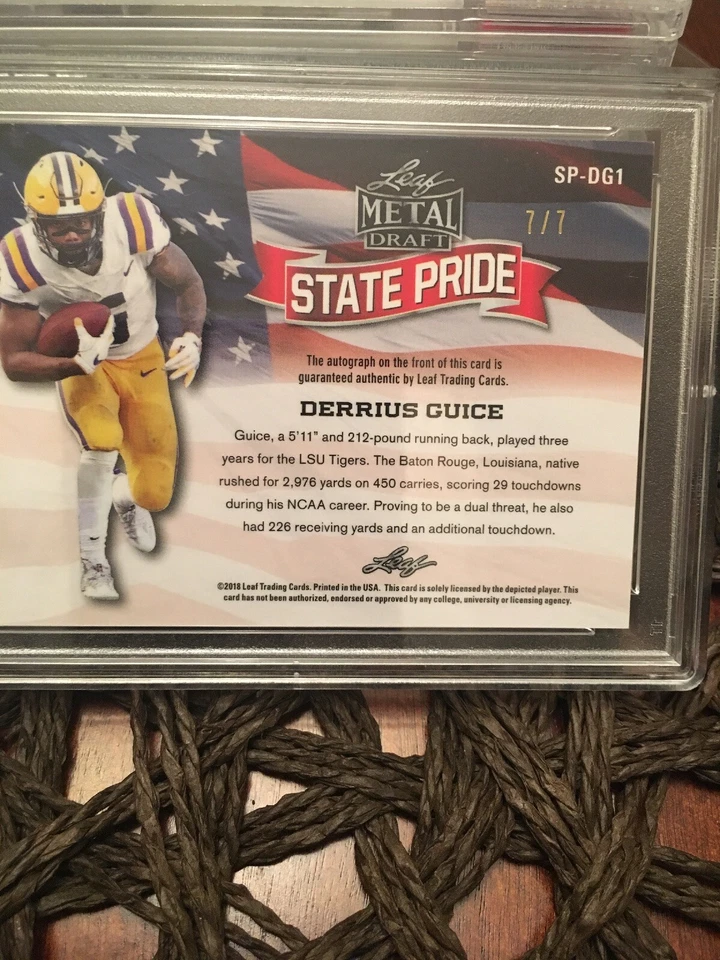 SP-DG1
7/7
Leaf
METAL
DRAFT
STATE PRIDE
The autograph on the front of this card is
guaranteed authentic by Leaf Trading Cards.
DERRIUS GUICE
Guice, a 5'11" and 212-pound running back, played three
years for the LSU Tigers. The Baton Rouge, Louisiana, native
rushed for 2,976 yards on 450 carries, scoring 29 touchdowns
during his NCAA career. Proving to be a dual threat, he also
had 226 receiving yards and an additional touchdown.
Leaf
©2018 Leaf Trading Cards. Printed in the USA. This card is solely licensed by the depicted player. This
card has not been authorized, endorsed or approved by any college, university or licensing agency.